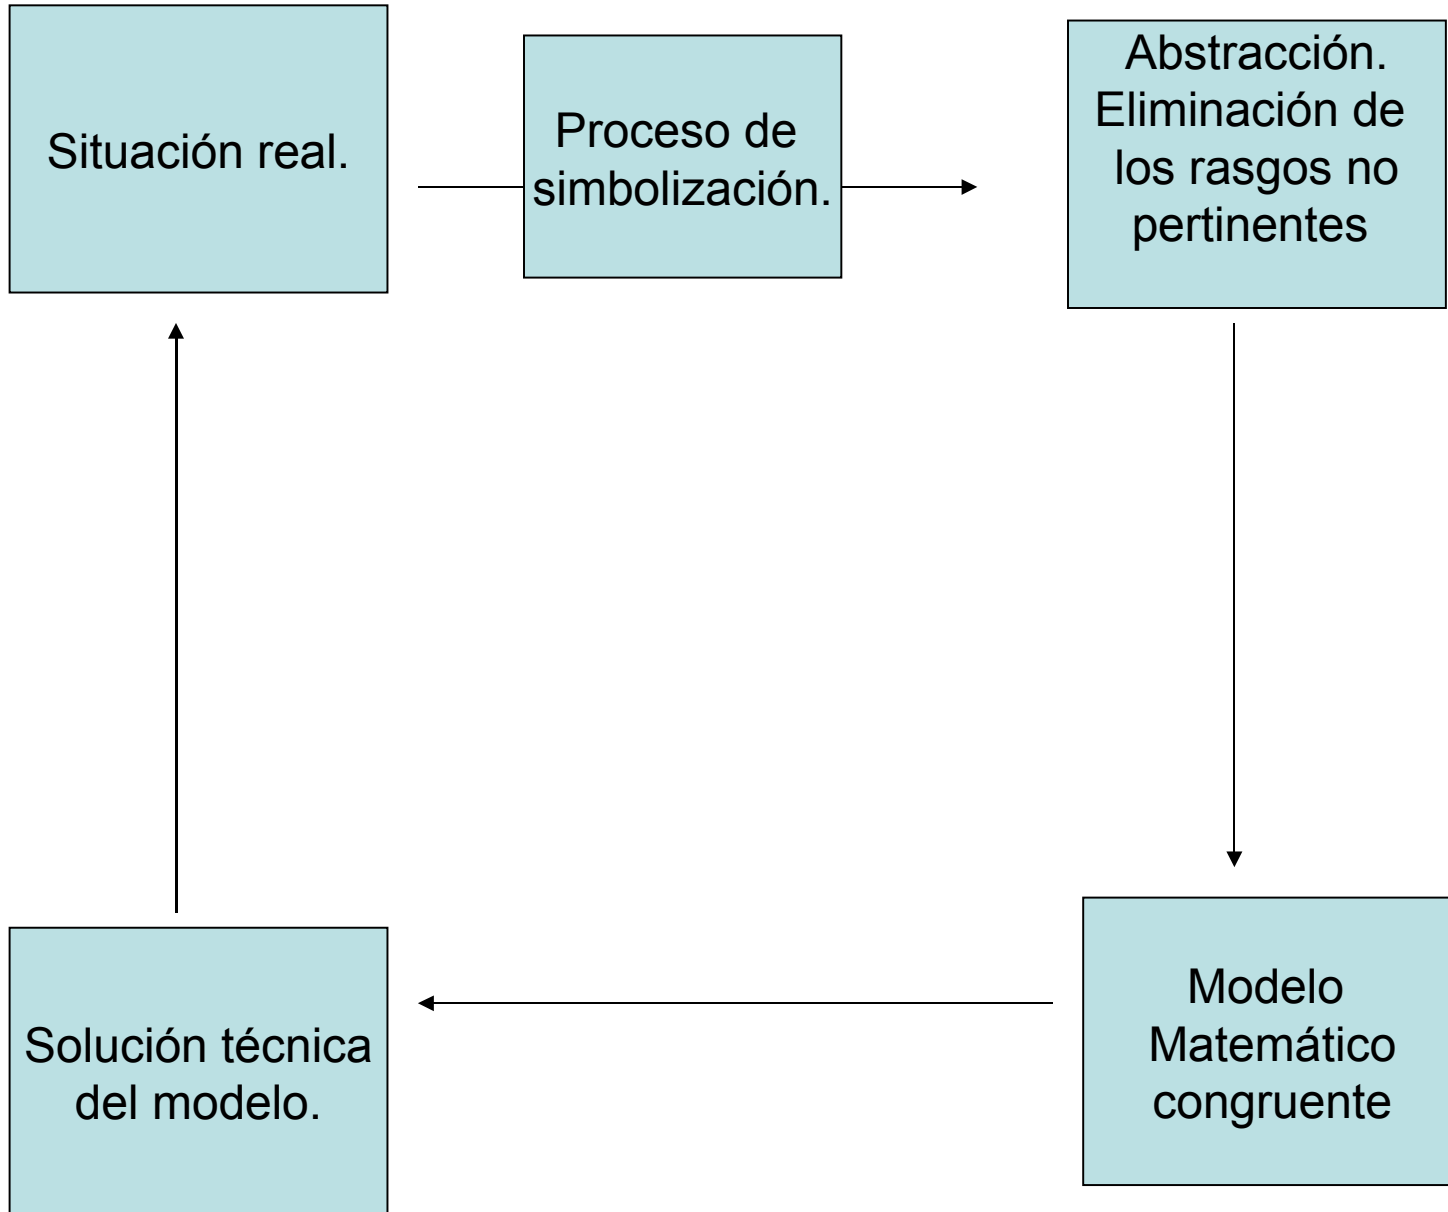 Situación real.
Proceso de
simbolización.
Abstracción.
Eliminación de
los rasgos no
pertinentes
Modelo
Matemático
congruente
Solución técnica
del modelo.